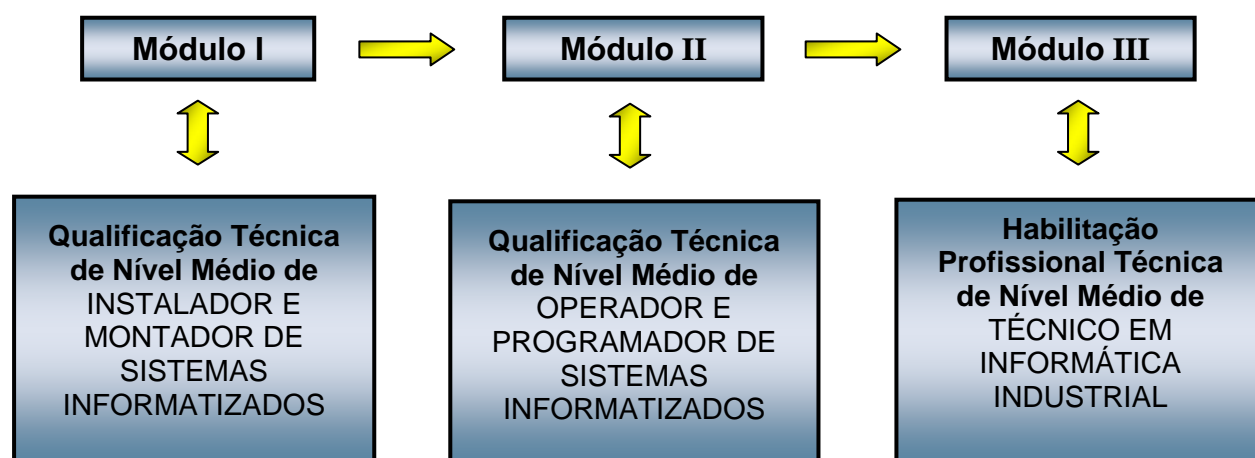 Módulo I
Módulo II
Módulo III
Qualificação Técnica
de Nível Médio de
INSTALADOR E
MONTADOR DE
SISTEMAS
INFORMATIZADOS
Qualificação Técnica
de Nível Médio de
OPERADOR E
PROGRAMADOR DE
SISTEMAS
INFORMATIZADOS
Habilitação
Profissional Técnica
de Nível Médio de
TÉCNICO EM
INFORMÁTICA
INDUSTRIAL